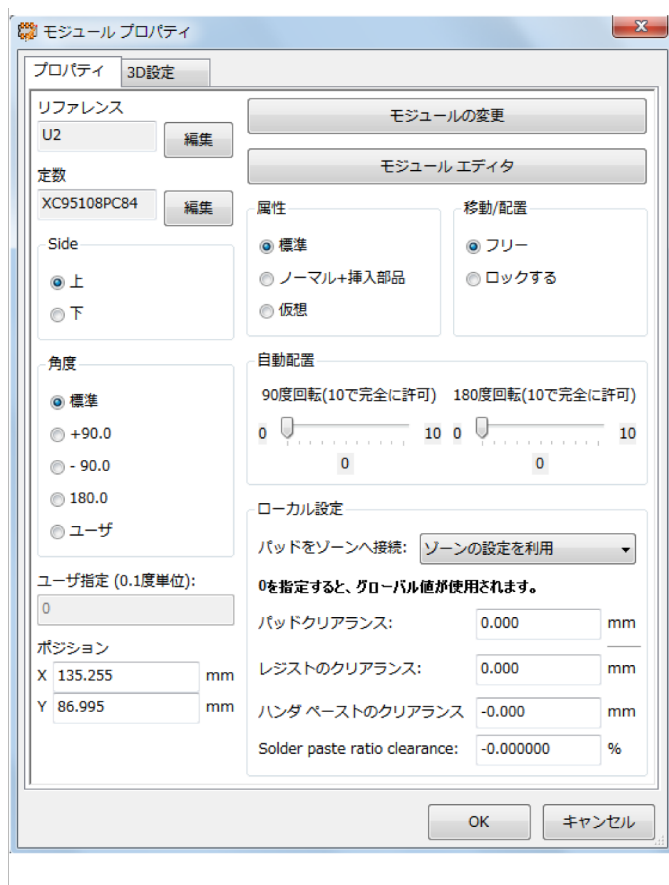 モジュール プロパティ
プロパティ
3D設定
リファレンス
U2
編集
定数
XC95108PC84
編集
Side
上
下
角度
標準
+90.0
- 90.0
180.0
ユーザ
ユーザ指定 (0.1度単位):
0
ポジション
X 135.255 mm
Y 86.995 mm
モジュールの変更
モジュール エディタ
属性
標準
ノーマル+挿入部品
仮想
移動/配置
フリー
ロックする
自動配置
90度回転(10で完全に許可)
0 10
0
180度回転(10で完全に許可)
0 10
0
ローカル設定
パッドをゾーンへ接続: ゾーンの設定を利用
0を指定すると、グローバル値が使用されます。
パッドクリアランス: 0.000 mm
レジストのクリアランス: 0.000 mm
ハンダ ペーストのクリアランス -0.000 mm
Solder paste ratio clearance: -0.000000 %
OK
キャンセル